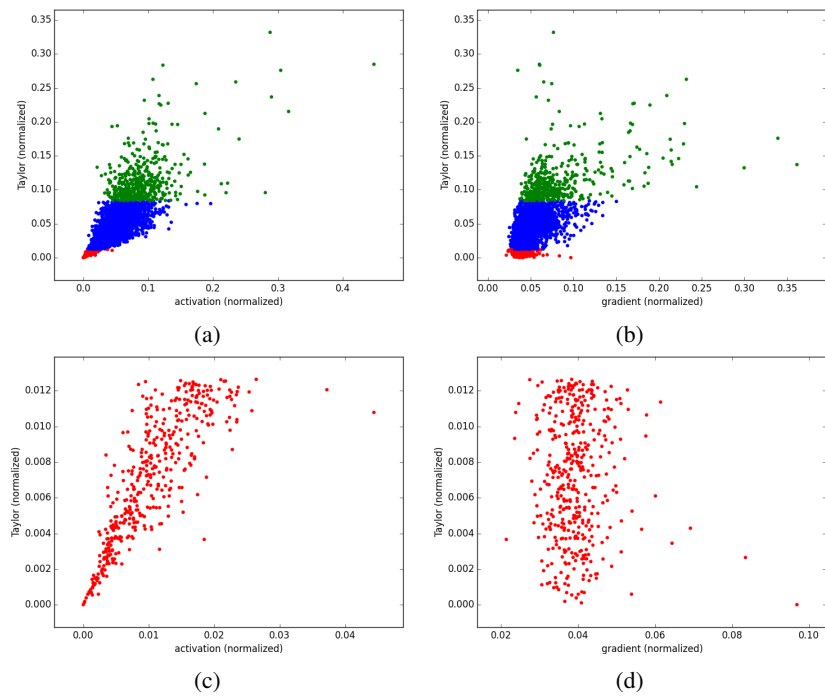 0.35
0.30
0.25
0.20
0.15
0.10
0.05
0.00
Taylor (normalized)
0.0 0.1 0.2 0.3 0.4
activation (normalized)
(a)
0.35
0.30
0.25
0.20
0.15
0.10
0.05
0.00
Taylor (normalized)
0.00 0.05 0.10 0.15 0.20 0.25 0.30 0.35
gradient (normalized)
(b)
0.012
0.010
0.008
0.006
0.004
0.002
0.000
Taylor (normalized)
0.00 0.01 0.02 0.03 0.04
activation (normalized)
(c)
0.012
0.010
0.008
0.006
0.004
0.002
0.000
Taylor (normalized)
0.02 0.04 0.06 0.08 0.10
gradient (normalized)
(d)